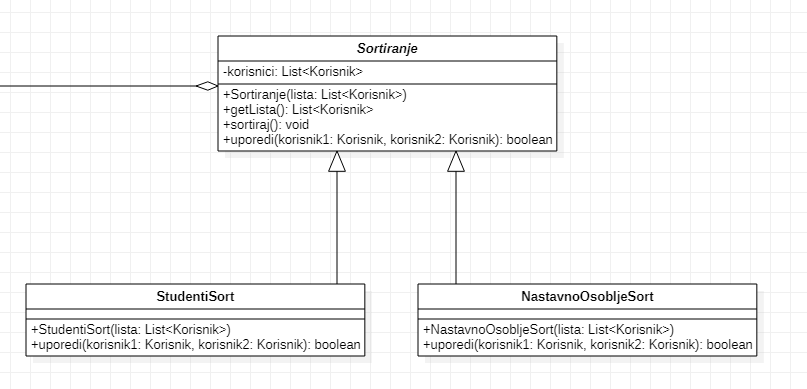 Sortiranje
-korisnici: List<Korisnik>
+Sortiranje(lista: List<Korisnik>)
+getLista(): List<Korisnik>
+sortiraj(): void
+uporedi(korisnik1: Korisnik, korisnik2: Korisnik): boolean
StudentiSort
+StudentiSort(lista: List<Korisnik>)
+uporedi(korisnik1: Korisnik, korisnik2: Korisnik): boolean
NastavnoOsobljeSort
+NastavnoOsobljeSort(lista: List<Korisnik>)
+uporedi(korisnik1: Korisnik, korisnik2: Korisnik): boolean